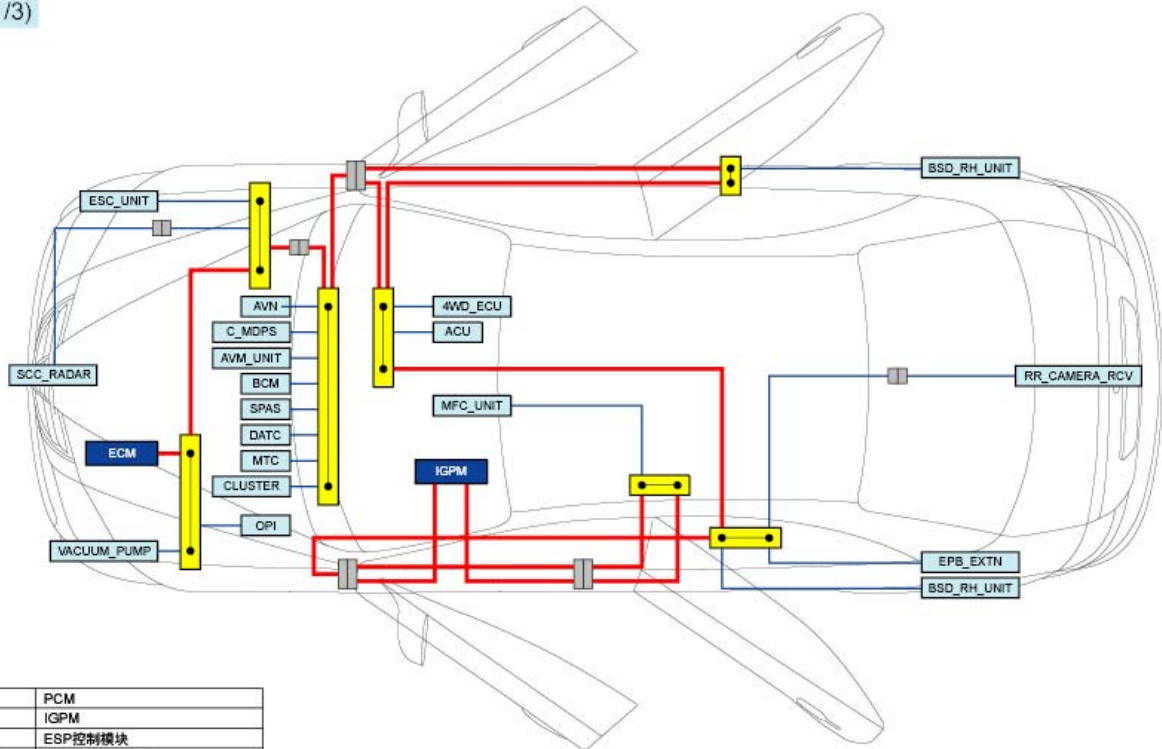 /3)
BSD_RH_UNIT
ESC_UNIT
AVN
4WD_ECU
C_MDPS
ACU
AVM_UNIT
SCC_RADAR
RR_CAMERA_RCV
BCM
SPAS
MFC_UNIT
DATC
ECM
MTC
IGPM
CLUSTER
OPI
VACUUM_PUMP
EPB_EXTN
BSD_RH_UNIT
PCM
IGPM
ESP控制模块